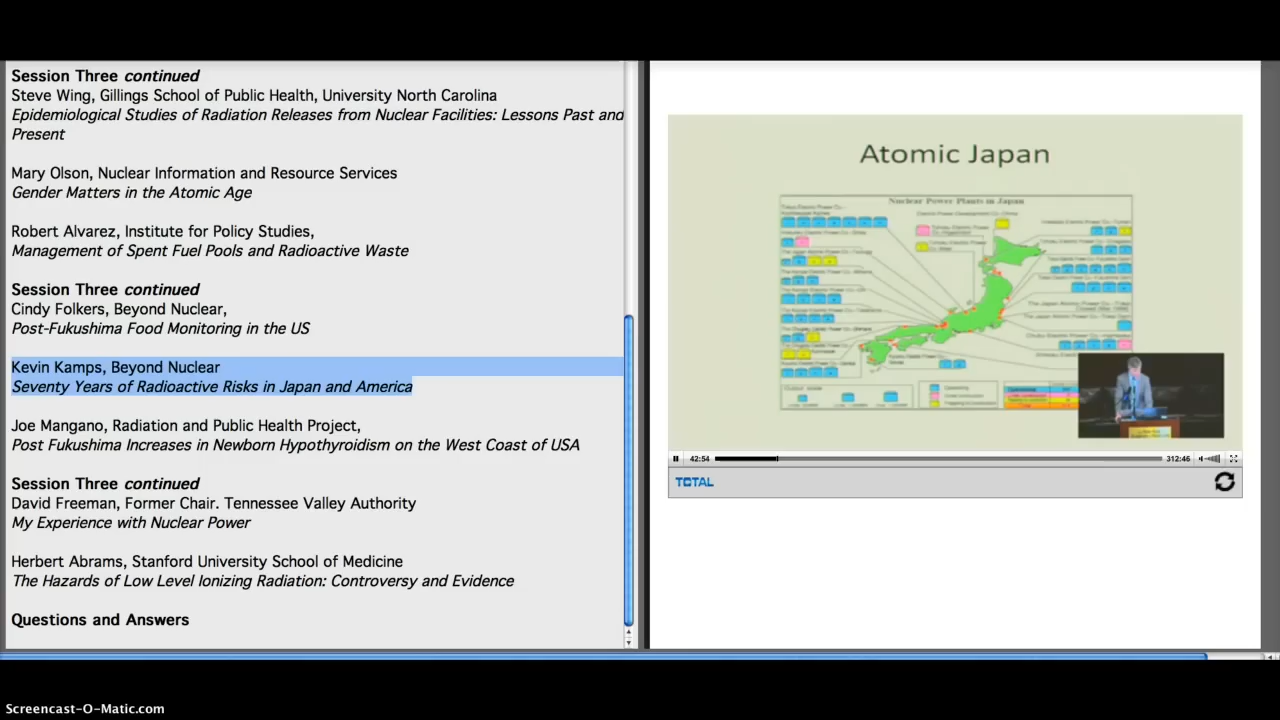 Session Three continued
Steve Wing, Gillings School of Public Health, University North Carolina
Epidemiological Studies of Radiation Releases from Nuclear Facilities: Lessons Past and
Present
Mary Olson, Nuclear Information and Resource Services
Gender Matters in the Atomic Age
Robert Alvarez, Institute for Policy Studies,
Management of Spent Fuel Pools and Radioactive Waste
Session Three continued
Cindy Folkers, Beyond Nuclear,
Post-Fukushima Food Monitoring in the US
Kevin Kamps, Beyond Nuclear
Seventy Years of Radioactive Risks in Japan and America
Joe Mangano, Radiation and Public Health Project,
Post Fukushima Increases in Newborn Hypothyroidism on the West Coast of USA
Session Three continued
David Freeman, Former Chair. Tennessee Valley Authority
My Experience with Nuclear Power
Herbert Abrams, Stanford University School of Medicine
The Hazards of Low Level Ionizing Radiation: Controversy and Evidence
Questions and Answers
Atomic Japan
Nuclear Power Plants in Japan
42:54
312:46
TOTAL
Screencast-O-Matic.com